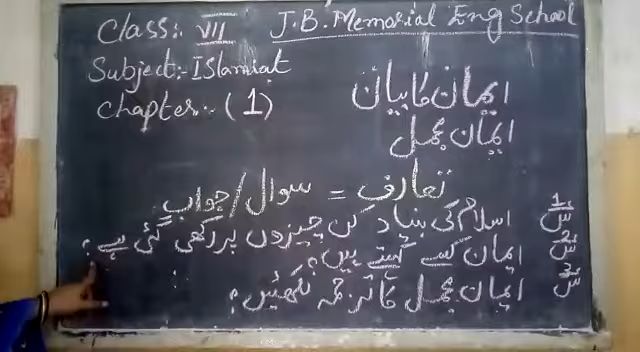 J.B. Memorial Eng School
Class:- VII
Subject:- ISlamiat
Chapter:- (1)
ایمان کا بیان
ایمان مجمل
تعارف = سوال/جواب
س1 اسلام کی بنیاد کن چیزوں پر رکھی گئی ہے؟
س2 ایمان کسے کہتے ہیں؟
س3 ایمان مجمل کا ترجمہ لکھئیں؟